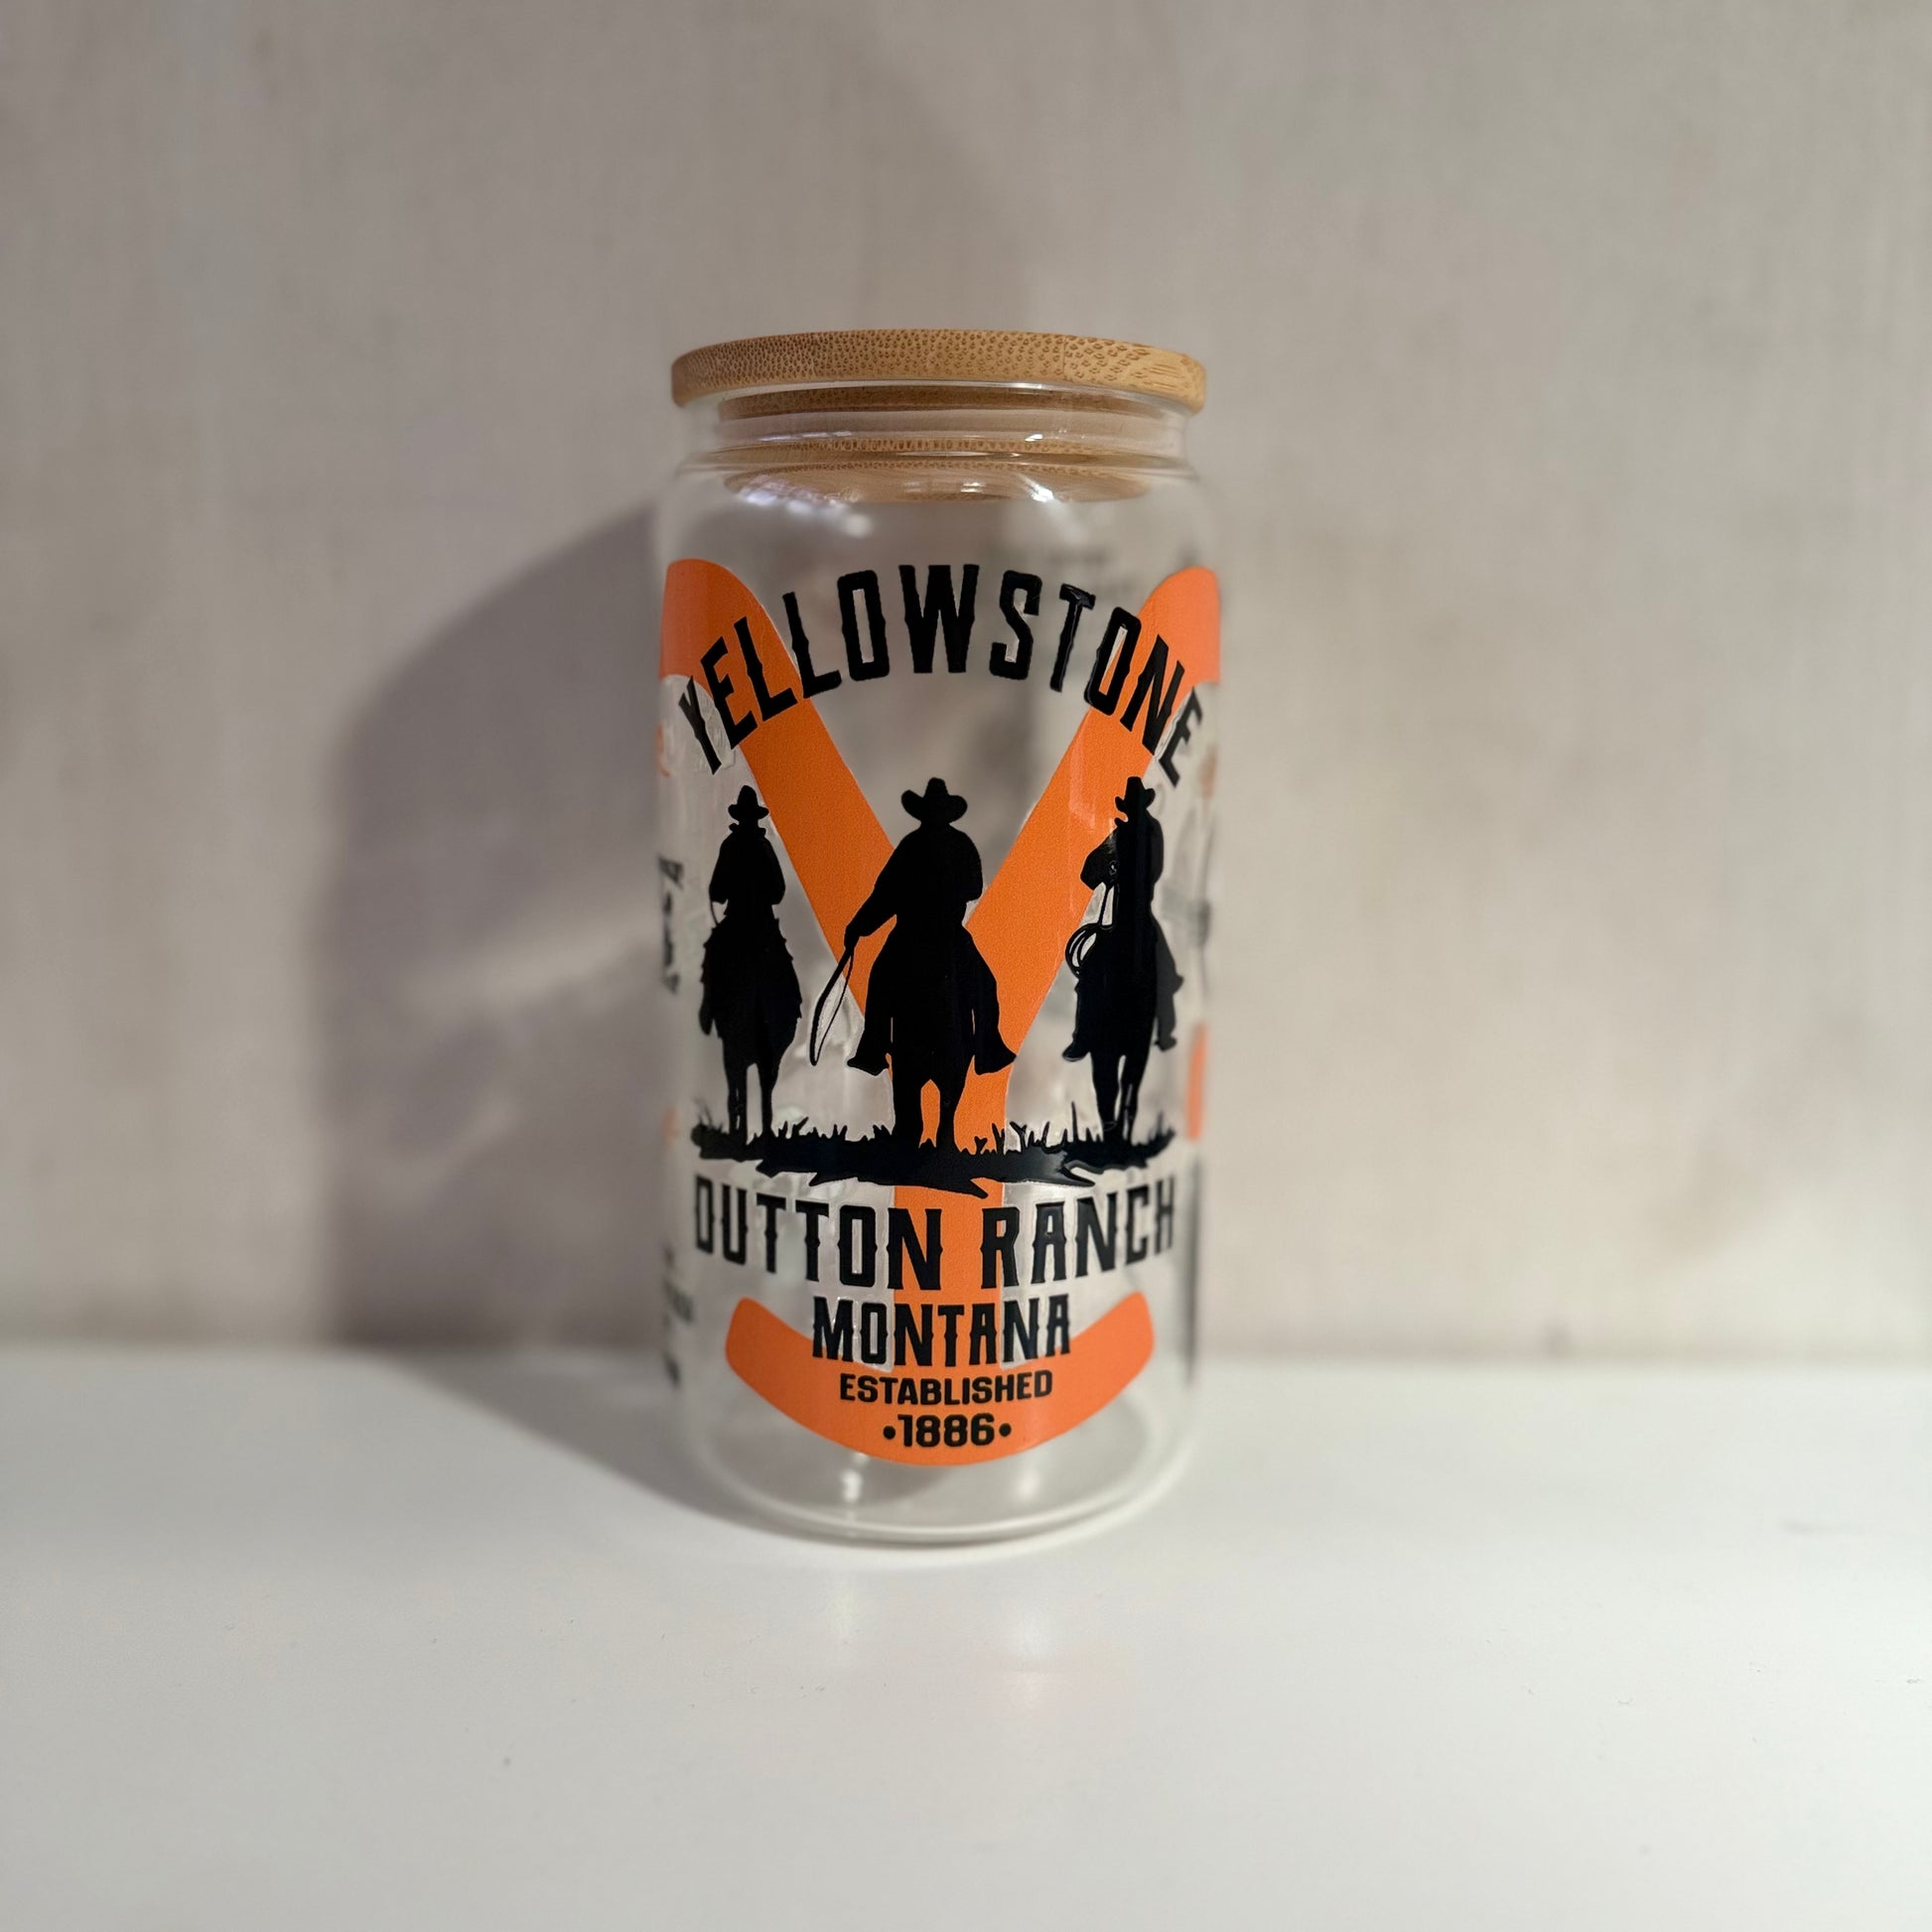 YELLOWSTONE
DUTTON RANCH
MONTANA
ESTABLISHED
•1886•